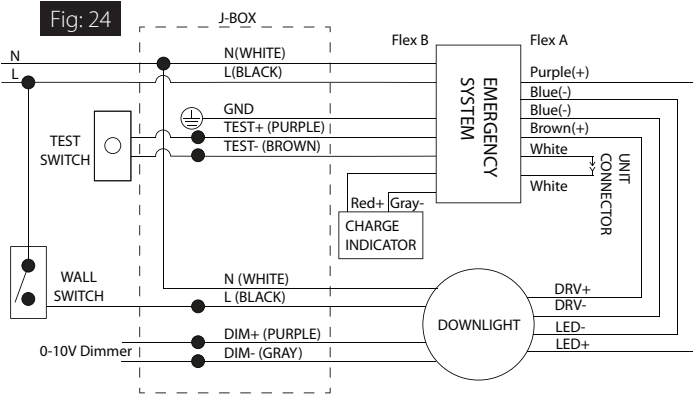 Fig: 24
J-BOX
Flex B
Flex A
N
N(WHITE)
L
L(BLACK)
Purple(+)
Blue(-)
GND
Blue(-)
TEST+ (PURPLE)
Brown(+)
TEST
SWITCH
TEST- (BROWN)
White
White
EMERGENCY
SYSTEM
UNIT
CONNECTOR
Red+
Gray-
CHARGE
INDICATOR
WALL
SWITCH
N (WHITE)
L (BLACK)
DRV+
DRV-
DOWNLIGHT
LED-
LED+
DIM+ (PURPLE)
0-10V Dimmer
DIM- (GRAY)